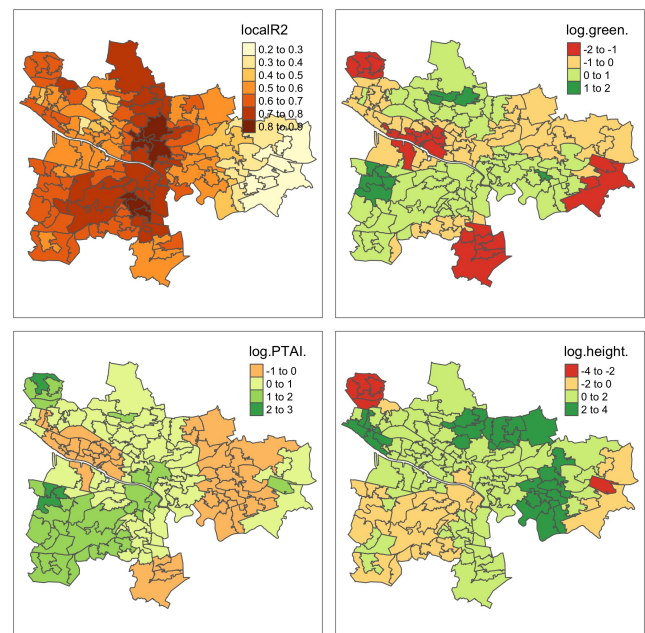 localR2
0.2 to 0.3
0.3 to 0.4
0.4 to 0.5
0.5 to 0.6
0.6 to 0.7
0.7 to 0.8
0.8 to 0.9
log.green.
-2 to -1
-1 to 0
0 to 1
1 to 2
log.PTAI.
-1 to 0
0 to 1
1 to 2
2 to 3
log.height.
-4 to -2
-2 to 0
0 to 2
2 to 4